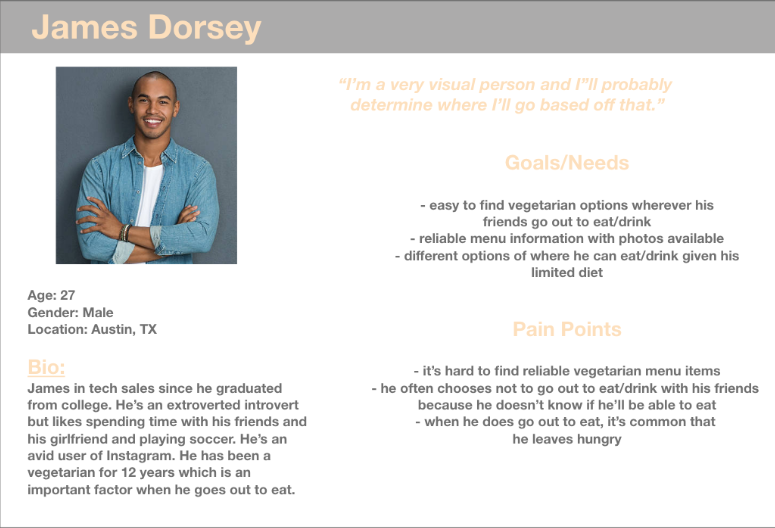 James Dorsey
“I’m a very visual person and I”ll probably
determine where I’ll go based off that.”
Goals/Needs
- easy to find vegetarian options wherever his
friends go out to eat/drink
- reliable menu information with photos available
- different options of where he can eat/drink given his
limited diet
Age: 27
Gender: Male
Location: Austin, TX
Bio:
James in tech sales since he graduated
from college. He’s an extroverted introvert
but likes spending time with his friends and
his girlfriend and playing soccer. He’s an
avid user of Instagram. He has been a
vegetarian for 12 years which is an
important factor when he goes out to eat.
Pain Points
- it’s hard to find reliable vegetarian menu items
- he often chooses not to go out to eat/drink with his friends
because he doesn’t know if he’ll be able to eat
- when he does go out to eat, it’s common that
he leaves hungry